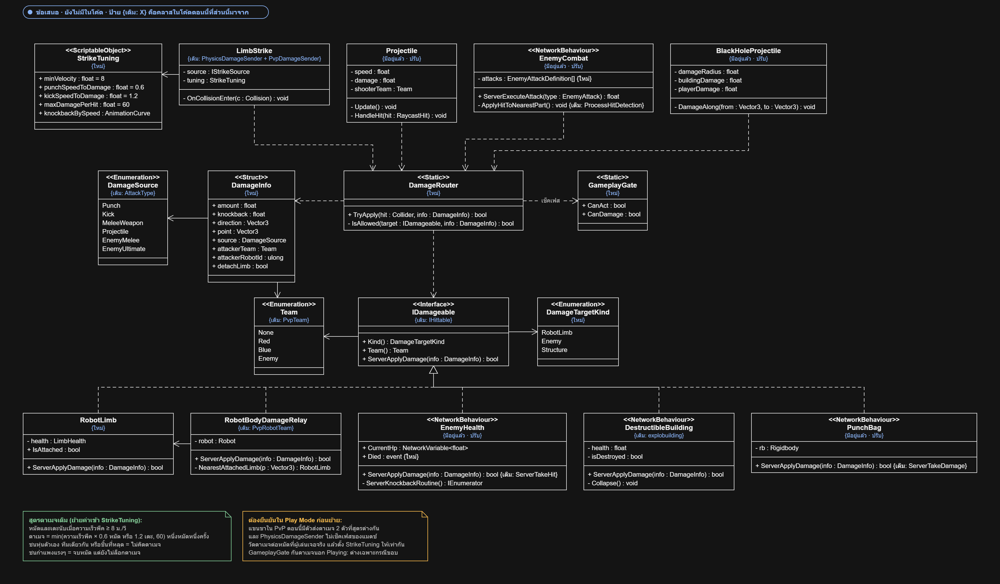 ข้อเสนอ · ยังไม่มีในโค้ด · ป้าย {เดิม: X} คือคลาสในโค้ดตอนนี้ที่ส่วนนี้มาจาก
<<ScriptableObject>>
StrikeTuning
{ใหม่}
+ minVelocity : float = 8
+ punchSpeedToDamage : float = 0.6
+ kickSpeedToDamage : float = 1.2
+ maxDamagePerHit : float = 60
+ knockbackBySpeed : AnimationCurve
LimbStrike
{เดิม: PhysicsDamageSender + PvpDamageSender}
- source : IStrikeSource
- tuning : StrikeTuning
- OnCollisionEnter(c : Collision) : void
Projectile
{มีอยู่แล้ว · ปรับ}
- speed : float
- damage : float
- shooterTeam : Team
- Update() : void
- HandleHit(hit : RaycastHit) : void
<<NetworkBehaviour>>
EnemyCombat
{มีอยู่แล้ว · ปรับ}
- attacks : EnemyAttackDefinition[] {ใหม่}
+ ServerExecuteAttack(type : EnemyAttack) : float
- ApplyHitToNearestPart() : void {เดิม: ProcessHitDetection}
BlackHoleProjectile
{มีอยู่แล้ว · ปรับ}
- damageRadius : float
- buildingDamage : float
- playerDamage : float
- DamageAlong(from : Vector3, to : Vector3) : void
<<Enumeration>>
DamageSource
{เดิม: AttackType}
Punch
Kick
MeleeWeapon
Projectile
EnemyMelee
EnemyUltimate
<<Struct>>
DamageInfo
{ใหม่}
+ amount : float
+ knockback : float
+ direction : Vector3
+ point : Vector3
+ source : DamageSource
+ attackerTeam : Team
+ attackerRobotId : ulong
+ detachLimb : bool
<<Static>>
DamageRouter
{ใหม่}
+ TryApply(hit : Collider, info : DamageInfo) : bool
- IsAllowed(target : IDamageable, info : DamageInfo) : bool
เช็คเฟส
<<Static>>
GameplayGate
{ใหม่}
+ CanAct : bool
+ CanDamage : bool
<<Enumeration>>
Team
{เดิม: PvpTeam}
None
Red
Blue
Enemy
<<Interface>>
IDamageable
{เดิม: IHittable}
+ Kind() : DamageTargetKind
+ Team() : Team
+ ServerApplyDamage(info : DamageInfo) : bool
<<Enumeration>>
DamageTargetKind
{ใหม่}
RobotLimb
Enemy
Structure
RobotLimb
{ใหม่}
- health : LimbHealth
+ IsAttached : bool
+ ServerApplyDamage(info : DamageInfo) : bool
RobotBodyDamageRelay
{เดิม: PvpRobotTeam}
- robot : Robot
+ ServerApplyDamage(info : DamageInfo) : bool
- NearestAttachedLimb(p : Vector3) : RobotLimb
<<NetworkBehaviour>>
EnemyHealth
{มีอยู่แล้ว · ปรับ}
+ CurrentHp : NetworkVariable<float>
+ Died : event {ใหม่}
+ ServerApplyDamage(info : DamageInfo) : bool {เดิม: ServerTakeHit}
- ServerKnockbackRoutine() : IEnumerator
<<NetworkBehaviour>>
DestructibleBuilding
{เดิม: explobuilding}
- health : float
- isDestroyed : bool
+ ServerApplyDamage(info : DamageInfo) : bool
- Collapse() : void
<<NetworkBehaviour>>
PunchBag
{มีอยู่แล้ว · ปรับ}
- rb : Rigidbody
+ ServerApplyDamage(info : DamageInfo) : bool {เดิม: ServerTakeDamage}
สูตรดาเมจเดิม (ย้ายค่าเข้า StrikeTuning):
หมัดและเตะนับเมื่อความเร็วพีค ≥ 8 ม./วิ
ดาเมจ = min(ความเร็วพีค × 0.6 หมัด หรือ 1.2 เตะ, 60) หนึ่งหมัดหนึ่งครั้ง
ชนหุ่นตัวเอง ทีมเดียวกัน หรือชิ้นที่หลุด = ไม่คิดดาเมจ
ชนกำแพงแรงๆ = จบหมัด แต่ยังไม่ล็อกดาเมจ
ต้องยืนยันใน Play Mode ก่อนย้าย:
แขนขาใน PvP ตอนนี้มีตัวส่งดาเมจ 2 ตัวที่สูตรต่างกัน
และ PhysicsDamageSender ไม่เช็คเฟสของแมตช์
วัดดาเมจต่อหมัดที่ผู้เล่นเจอจริง แล้วตั้ง StrikeTuning ให้เท่ากัน
GameplayGate กันดาเมจนอก Playing: ต่างเฉพาะกรณีขอบ